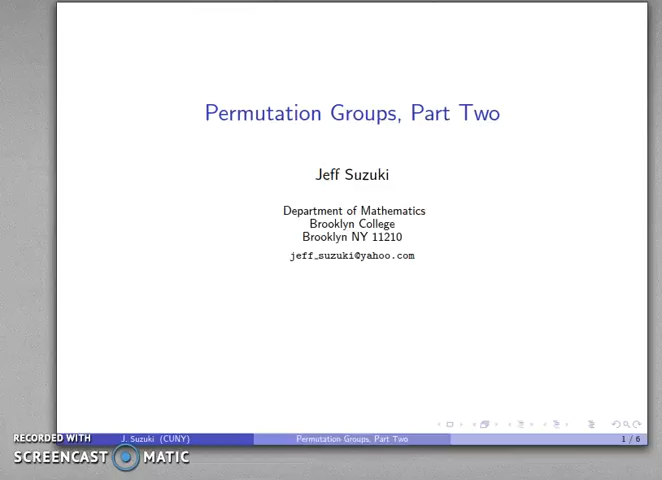 Permutation Groups, Part Two
Jeff Suzuki
Department of Mathematics
Brooklyn College
Brooklyn NY 11210
jeff_suzuki@yahoo.com
RECORDED WITH
SCREENCAST MATIC
J. Suzuki (CUNY)
Permutation Groups, Part Two
1 / 6